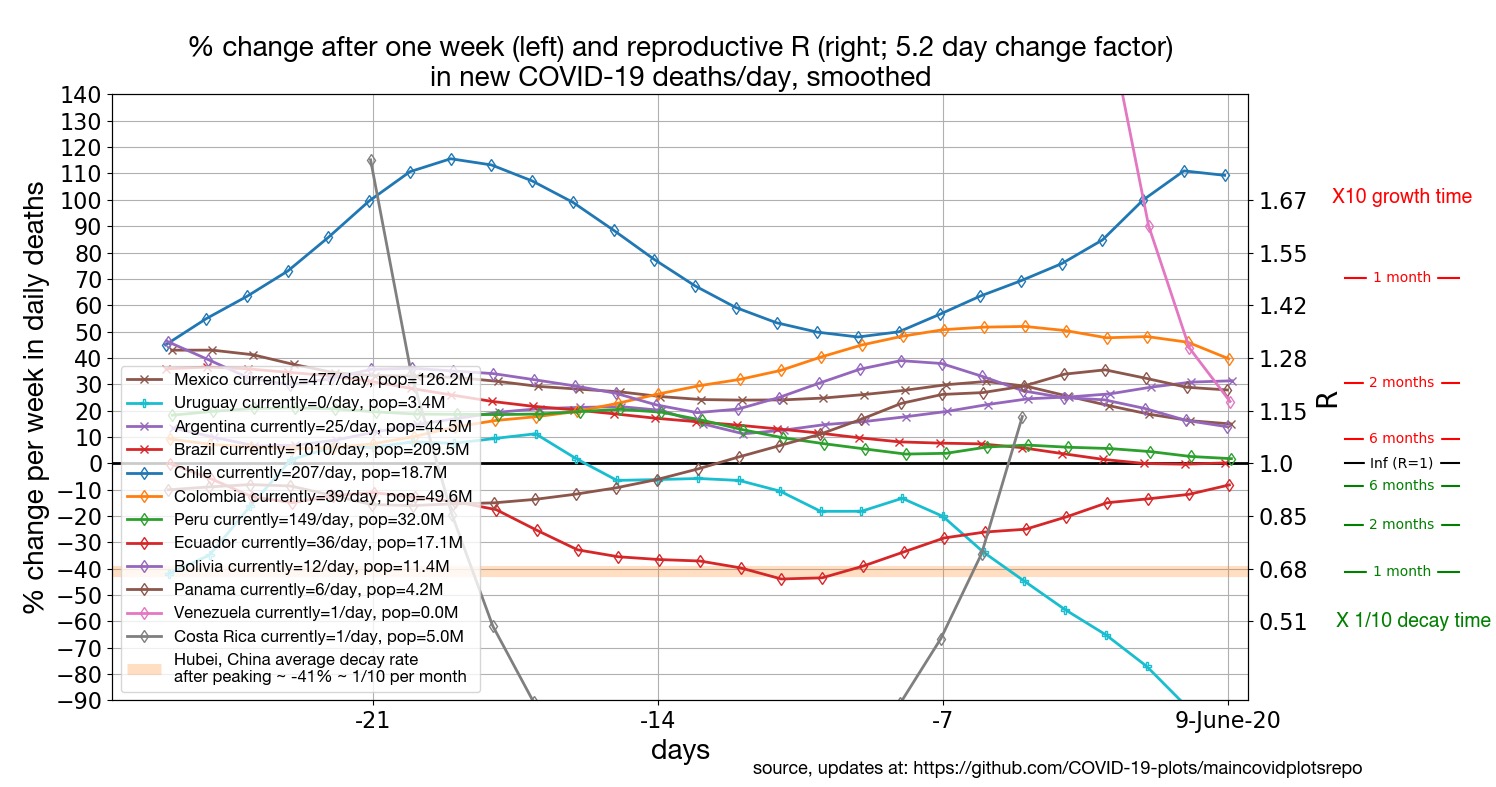 % change after one week (left) and reproductive R (right; 5.2 day change factor)
in new COVID-19 deaths/day, smoothed
% change per week in daily deaths
140
130
120
110
100
90
80
70
60
50
40
30
20
10
0
−10
−20
−30
−40
−50
−60
−70
−80
−90
Mexico currently=477/day, pop=126.2M
Uruguay currently=0/day, pop=3.4M
Argentina currently=25/day, pop=44.5M
Brazil currently=1010/day, pop=209.5M
Chile currently=207/day, pop=18.7M
Colombia currently=39/day, pop=49.6M
Peru currently=149/day, pop=32.0M
Ecuador currently=36/day, pop=17.1M
Bolivia currently=12/day, pop=11.4M
Panama currently=6/day, pop=4.2M
Venezuela currently=1/day, pop=0.0M
Costa Rica currently=1/day, pop=5.0M
Hubei, China average decay rate
after peaking ~ -41% ~ 1/10 per month
-21
-14
-7
9-June-20
days
1.67
1.55
1.42
1.28
1.15
1.0
0.85
0.68
0.51
R
X10 growth time
1 month
2 months
6 months
Inf (R=1)
6 months
2 months
1 month
X 1/10 decay time
source, updates at: https://github.com/COVID-19-plots/maincovidplotsrepo